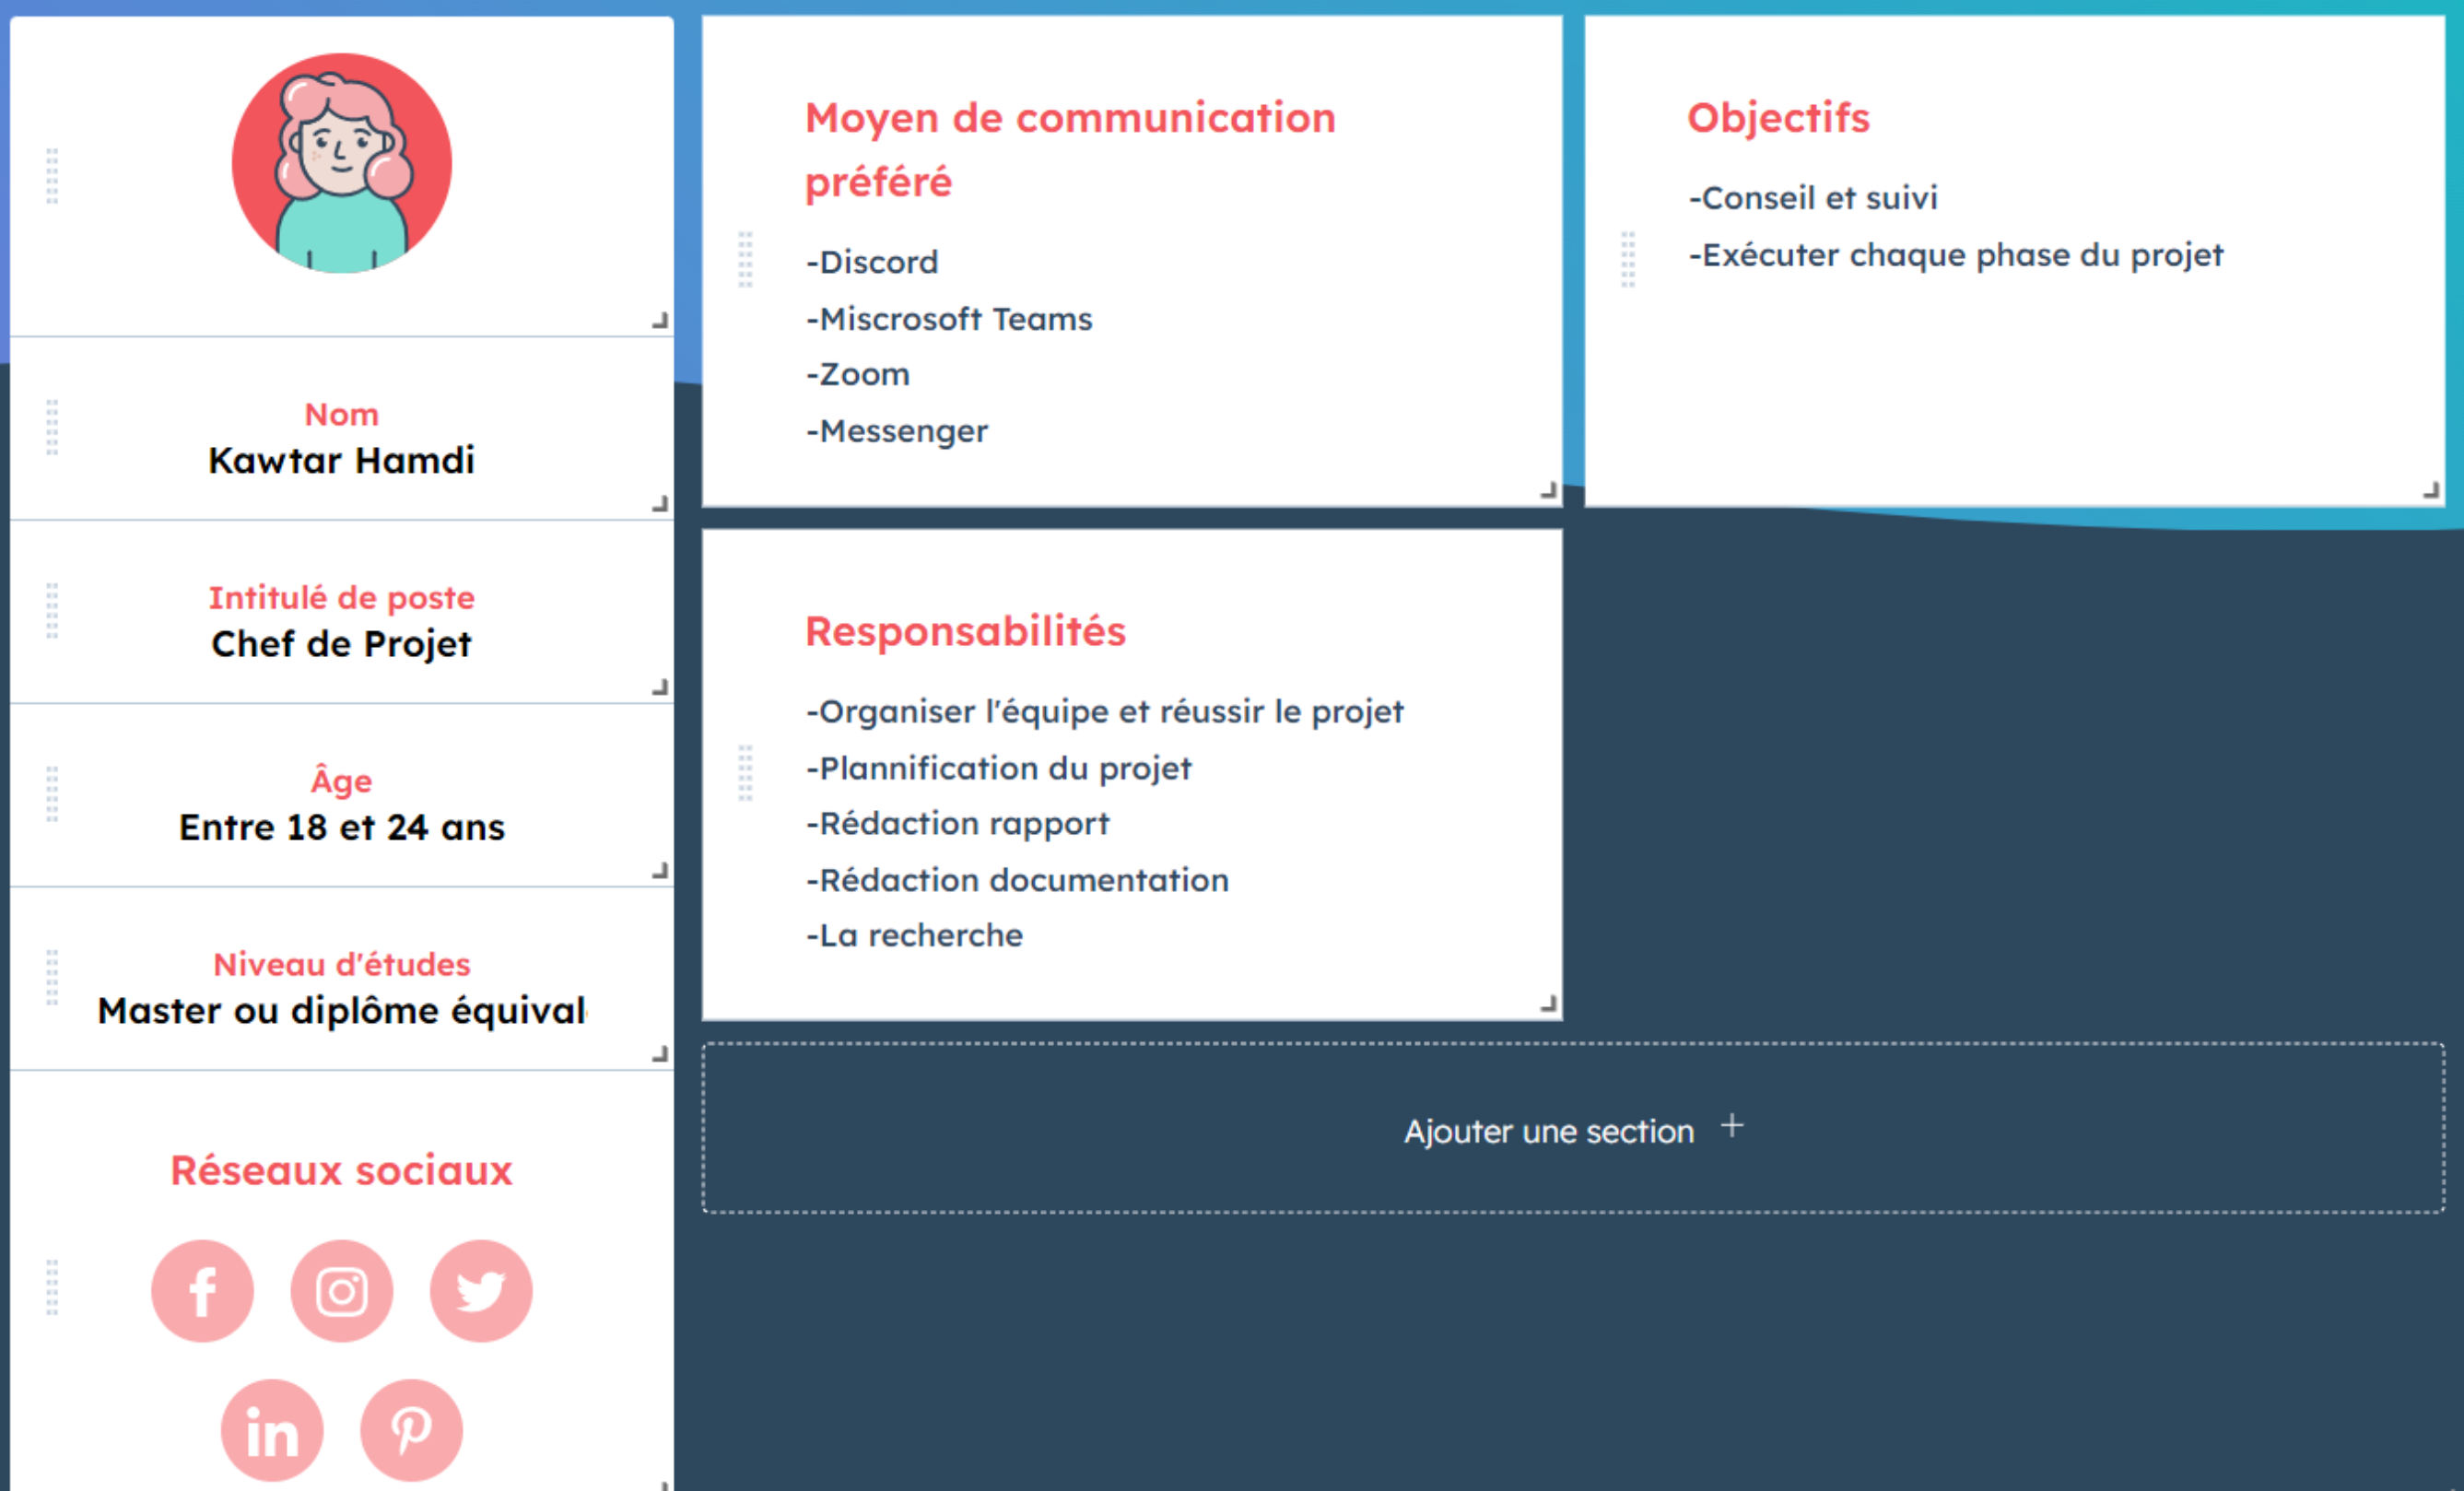 Nom
Kawtar Hamdi
Intitulé de poste
Chef de Projet
Âge
Entre 18 et 24 ans
Niveau d'études
Master ou diplôme équival
Réseaux sociaux
Moyen de communication
préféré
-Discord
-Miscrosoft Teams
-Zoom
-Messenger
Objectifs
-Conseil et suivi
-Exécuter chaque phase du projet
Responsabilités
-Organiser l'équipe et réussir le projet
-Plannification du projet
-Rédaction rapport
-Rédaction documentation
-La recherche
Ajouter une section +